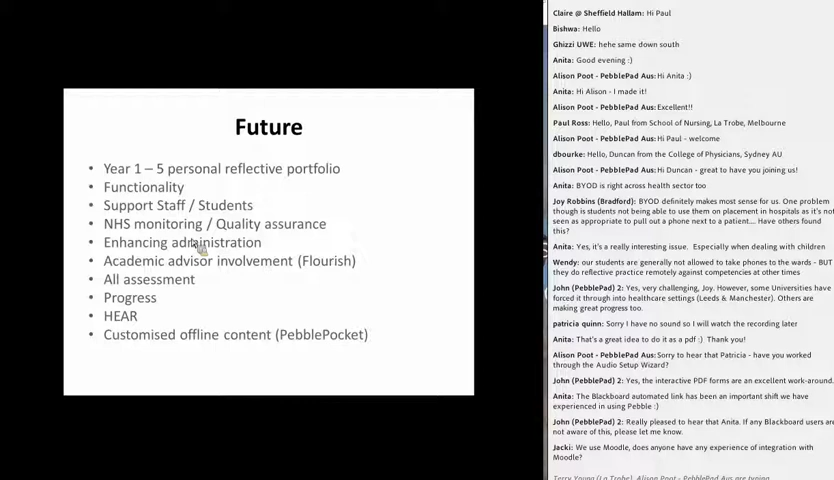 Future
• Year 1 – 5 personal reflective portfolio
• Functionality
• Support Staff / Students
• NHS monitoring / Quality assurance
• Enhancing administration
• Academic advisor involvement (Flourish)
• All assessment
• Progress
• HEAR
• Customised offline content (PebblePocket)
Claire @ Sheffield Hallam: Hi Paul
Bishwa: Hello
Ghizzi UWE: hehe same down south
Anita: Good evening :)
Alison Poot - PebblePad Aus: Hi Anita :)
Anita: Hi Alison - I made it!
Alison Poot - PebblePad Aus: Excellent!!
Paul Ross: Hello, Paul from School of Nursing, La Trobe, Melbourne
Alison Poot - PebblePad Aus: Hi Paul - welcome
dbourke: Hello, Duncan from the College of Physicians, Sydney AU
Alison Poot - PebblePad Aus: Hi Duncan - great to have you joining us!
Anita: BYOD is right across health sector too
Joy Robbins (Bradford): BYOD definitely makes most sense for us. One problem
though is students not being able to use them on placement in hospitals as it's not
seen as appropriate to pull out a phone next to a patient.... Have others found
this?
Anita: Yes, it's a really interesting issue. Especially when dealing with children
Wendy: our students are generally not allowed to take phones to the wards - BUT
they do reflective practice remotely against competencies at other times
John (PebblePad) 2: Yes, very challenging, Joy. However, some Universities have
forced it through into healthcare settings (Leeds & Manchester). Others are
making great progress too.
patricia quinn: Sorry I have no sound so I will watch the recording later
Anita: That's a great idea to do it as a pdf :) Thank you!
Alison Poot - PebblePad Aus: Sorry to hear that Patricia - have you worked
through the Audio Setup Wizard?
John (PebblePad) 2: Yes, the interactive PDF forms are an excellent work-around.
Anita: The Blackboard automated link has been an important shift we have
experienced in using Pebble :)
John (PebblePad) 2: Really pleased to hear that Anita. If any Blackboard users are
not aware of this, please let me know.
Jacki: We use Moodle, does anyone have any experience of integration with
Moodle?
Terry Young (La Trobe), Alison Poot - PebblePad Aus are typing